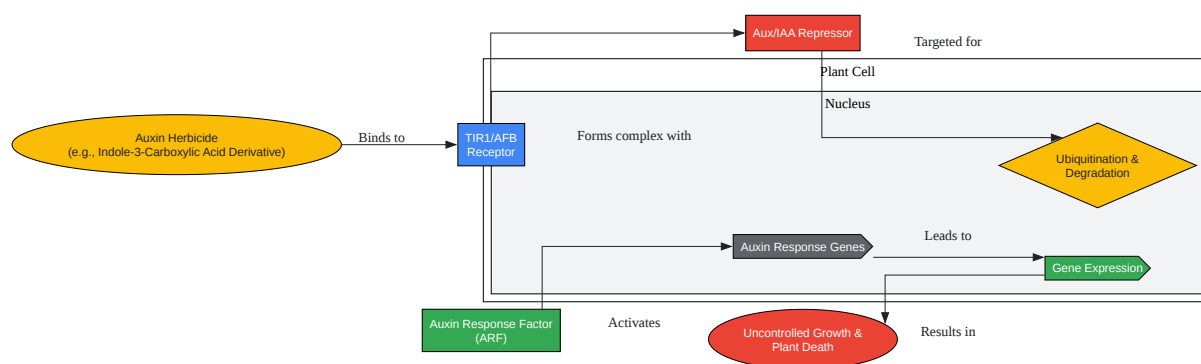 Aux/IAA Repressor
Targeted for
Plant Cell
Nucleus
Auxin Herbicide
(e.g., Indole-3-Carboxylic Acid Derivative)
Binds to
TIR1/AFB
Receptor
Forms complex with
Ubiquitination &
Degradation
Auxin Response Genes
Leads to
Gene Expression
Auxin Response Factor
(ARF)
Activates
Uncontrolled Growth &
Plant Death
Results in